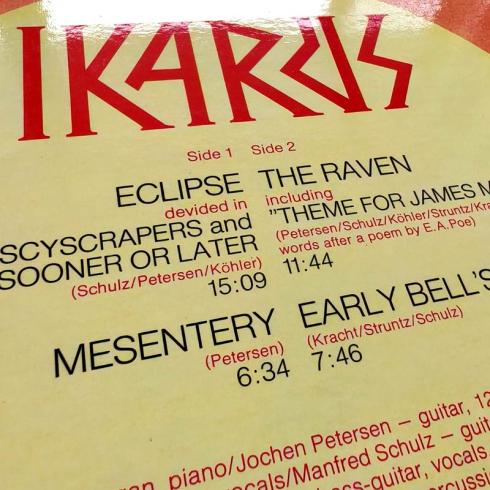 IKARUS
Side 1 Side 2
ECLIPSE
devided in
SCYSCRAPERS and
SOONER OR LATER
(Schulz/Petersen/Köhler)
15:09
MESENTERY
(Petersen)
6:34
THE RAVEN
including
"THEME FOR JAMES M
(Petersen/Schulz/Köhler/Struntz/Kra
words after a poem by E.A.Poe)
11:44
EARLY BELL'S
(Kracht/Struntz/Schulz)
7:46
piano/Jochen Petersen – guitar, 12
vocals/Manfred Schulz – guit
bass-guitar, vocals